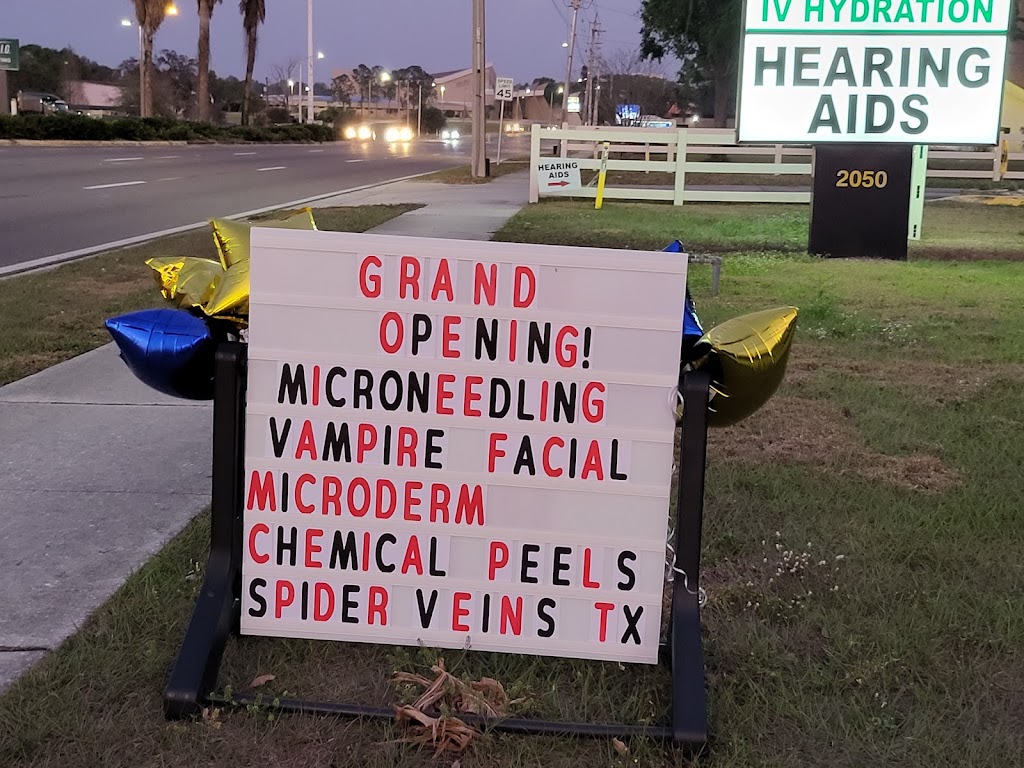 IV HYDRATION
HEARING
AIDS
2050
SPEED
45
HEARING
AIDS
GRAND
OPENING!
MICRONEEDLING
VAMPIRE FACIAL
MICRODERM
CHEMICAL PEELS
SPIDER VEINS TX